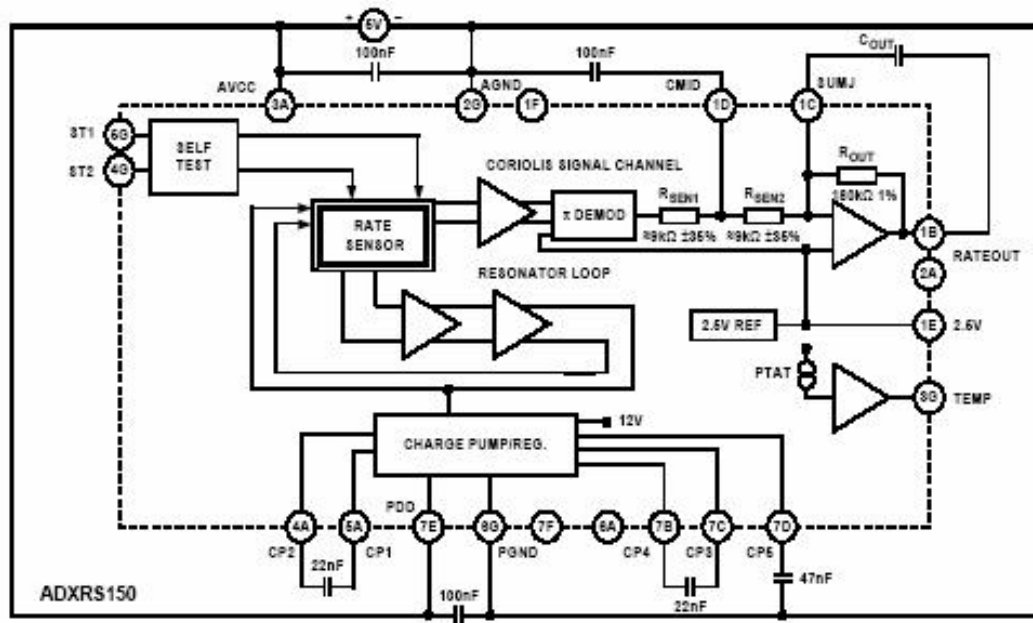 + 5V −
100nF
100nF
COUT
AVCC
3A
AGND
2G
1F
CMID
1D
SUMJ
1C
ST1
5G
ST2
4G
SELF
TEST
CORIOLIS SIGNAL CHANNEL
ROUT
180kΩ 1%
RATE
SENSOR
π DEMOD
RSEN1
≈9kΩ ±35%
RSEN2
≈9kΩ ±35%
1B
RATEOUT
2A
RESONATOR LOOP
2.5V REF
1E
2.5V
PTAT
3G
TEMP
12V
CHARGE PUMP/REG.
PDD
4A
5A
7E
6G
7F
6A
7B
7C
7D
CP2
CP1
PGND
CP4
CP3
CP5
22nF
47nF
ADXRS150
100nF
22nF